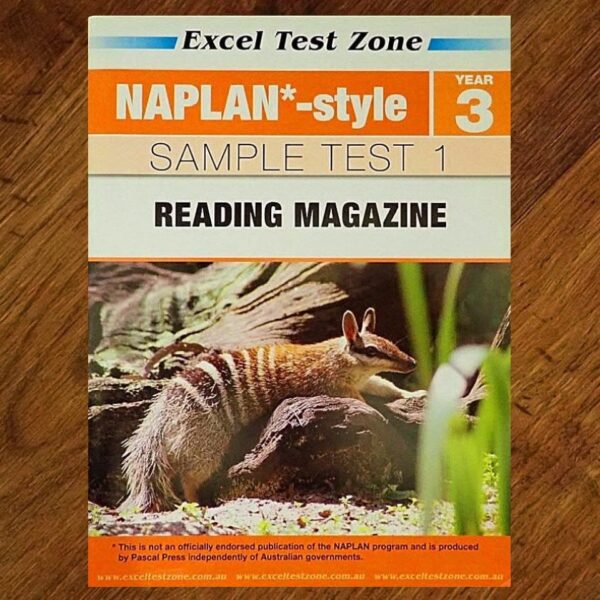 Excel Test Zone
NAPLAN*-style
YEAR
3
SAMPLE TEST 1
READING MAGAZINE
* This is not an officially endorsed publication of the NAPLAN program and is produced
by Pascal Press independently of Australian governments.
www.exceltestzone.com.au www.exceltestzone.com.au www.exceltestzone.com.au